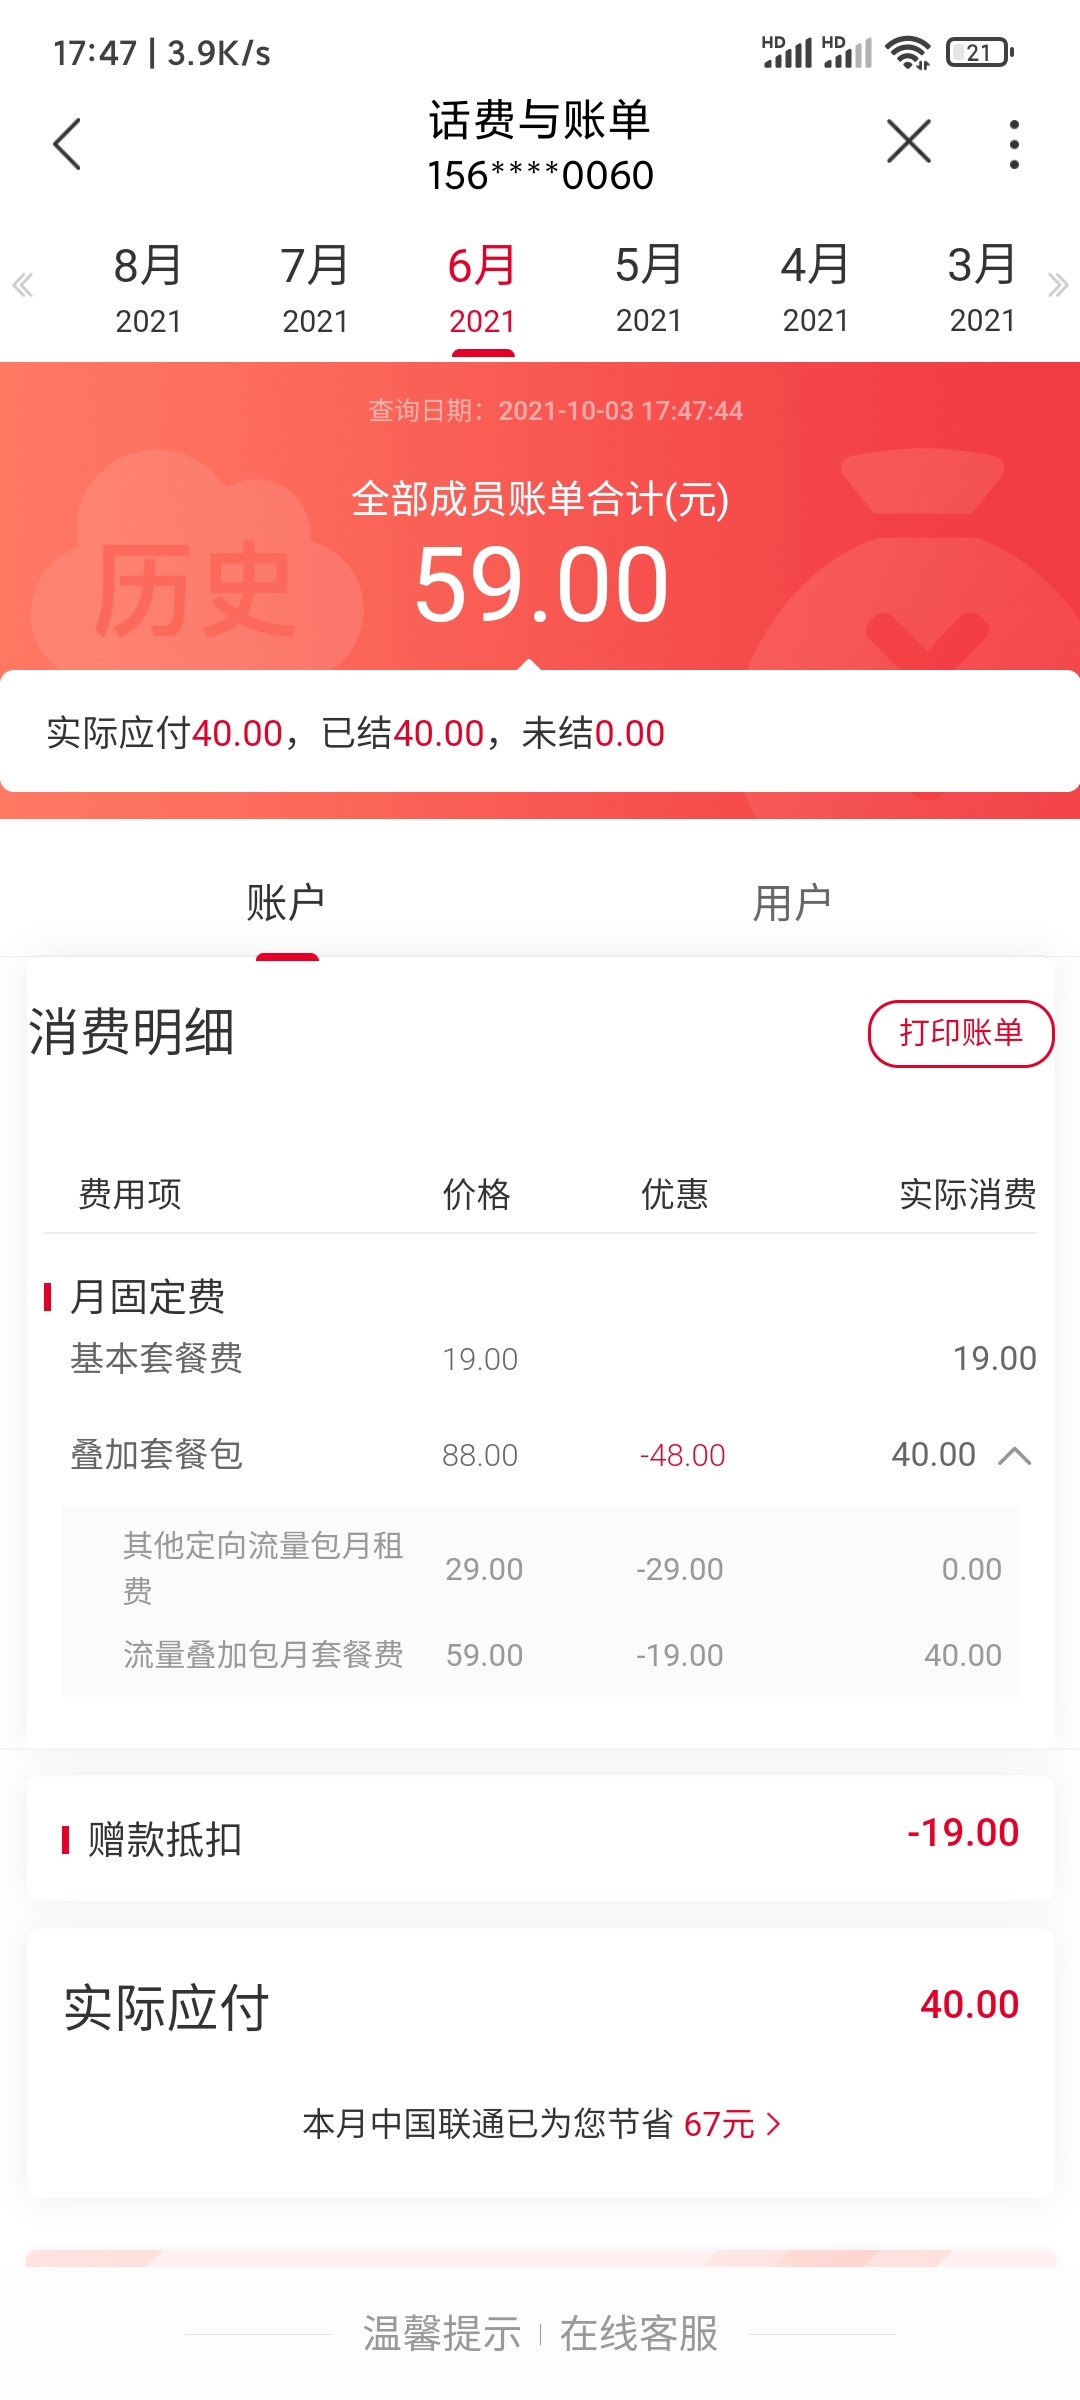 17:47 | 3.9K/s
HD HD 21
话费与账单
156****0060
8月 7月 6月 5月 4月 3月
2021 2021 2021 2021 2021 2021
查询日期：2021-10-03 17:47:44
全部成员账单合计(元)
59.00
历史
实际应付40.00，已结40.00，未结0.00
账户 用户
消费明细 打印账单
费用项 价格 优惠 实际消费
月固定费
基本套餐费 19.00 19.00
叠加套餐包 88.00 -48.00 40.00
其他定向流量包月租
费 29.00 -29.00 0.00
流量叠加包月套餐费 59.00 -19.00 40.00
赠款抵扣 -19.00
实际应付 40.00
本月中国联通已为您节省 67元
温馨提示 | 在线客服